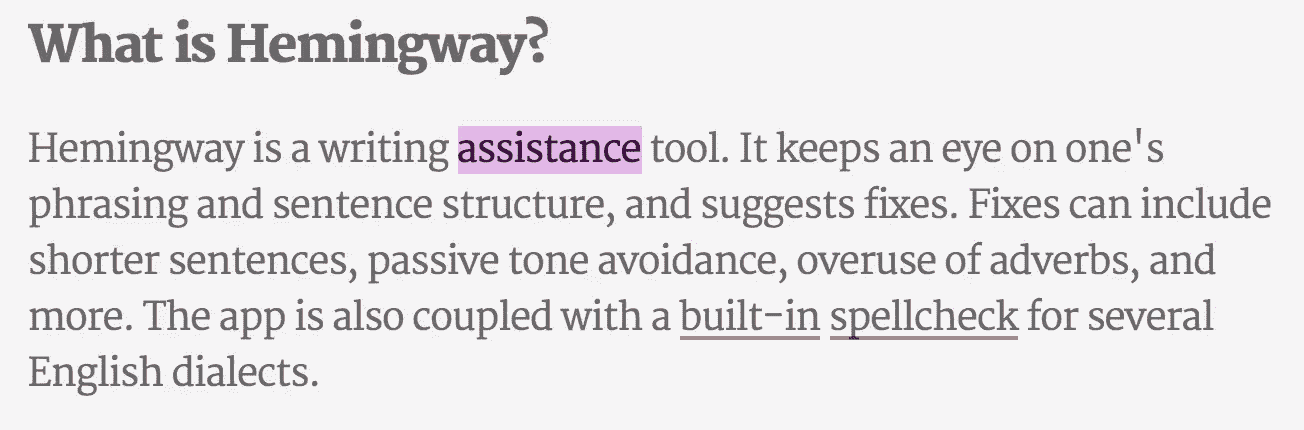 What is Hemingway?
Hemingway is a writing assistance tool. It keeps an eye on one's
phrasing and sentence structure, and suggests fixes. Fixes can include
shorter sentences, passive tone avoidance, overuse of adverbs, and
more. The app is also coupled with a built-in spellcheck for several
English dialects.